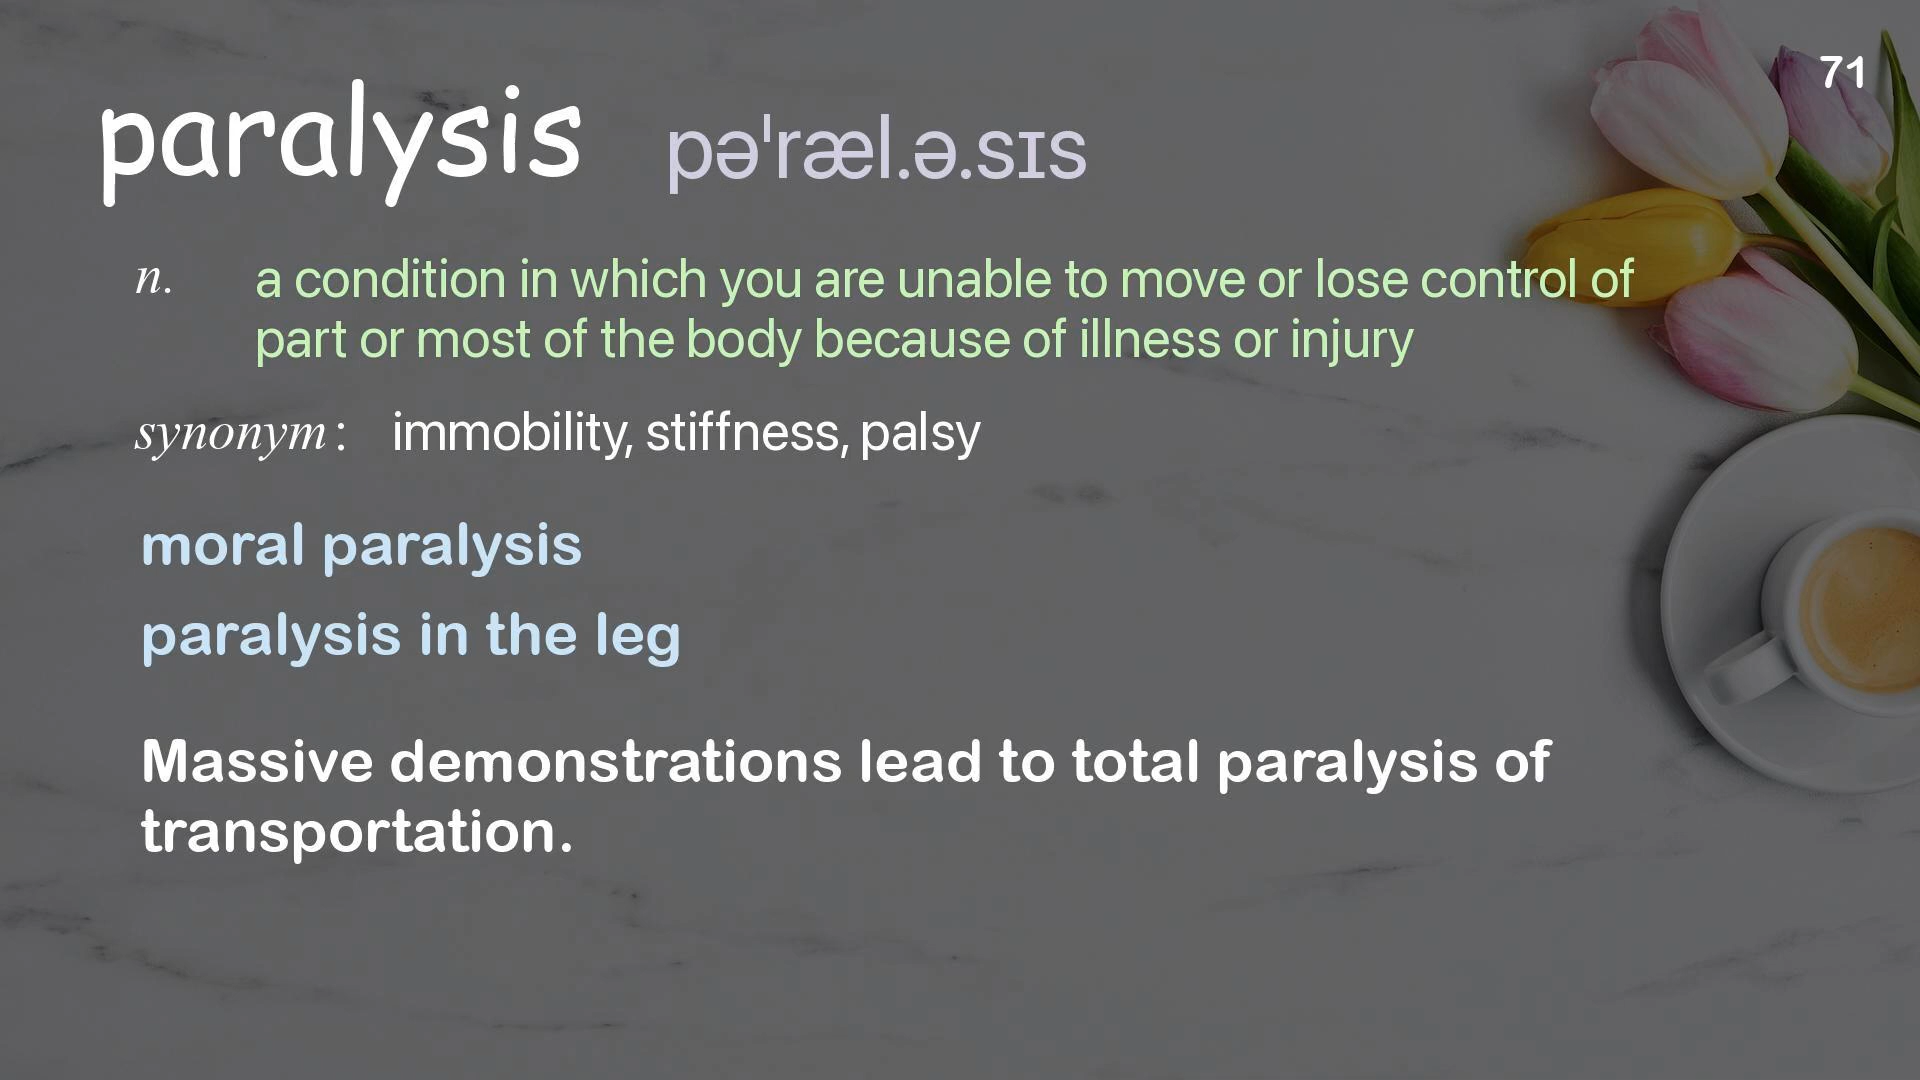 71
paralysis pəˈræl.ə.sɪs
n. a condition in which you are unable to move or lose control of
part or most of the body because of illness or injury
synonym: immobility, stiffness, palsy
moral paralysis
paralysis in the leg
Massive demonstrations lead to total paralysis of
transportation.